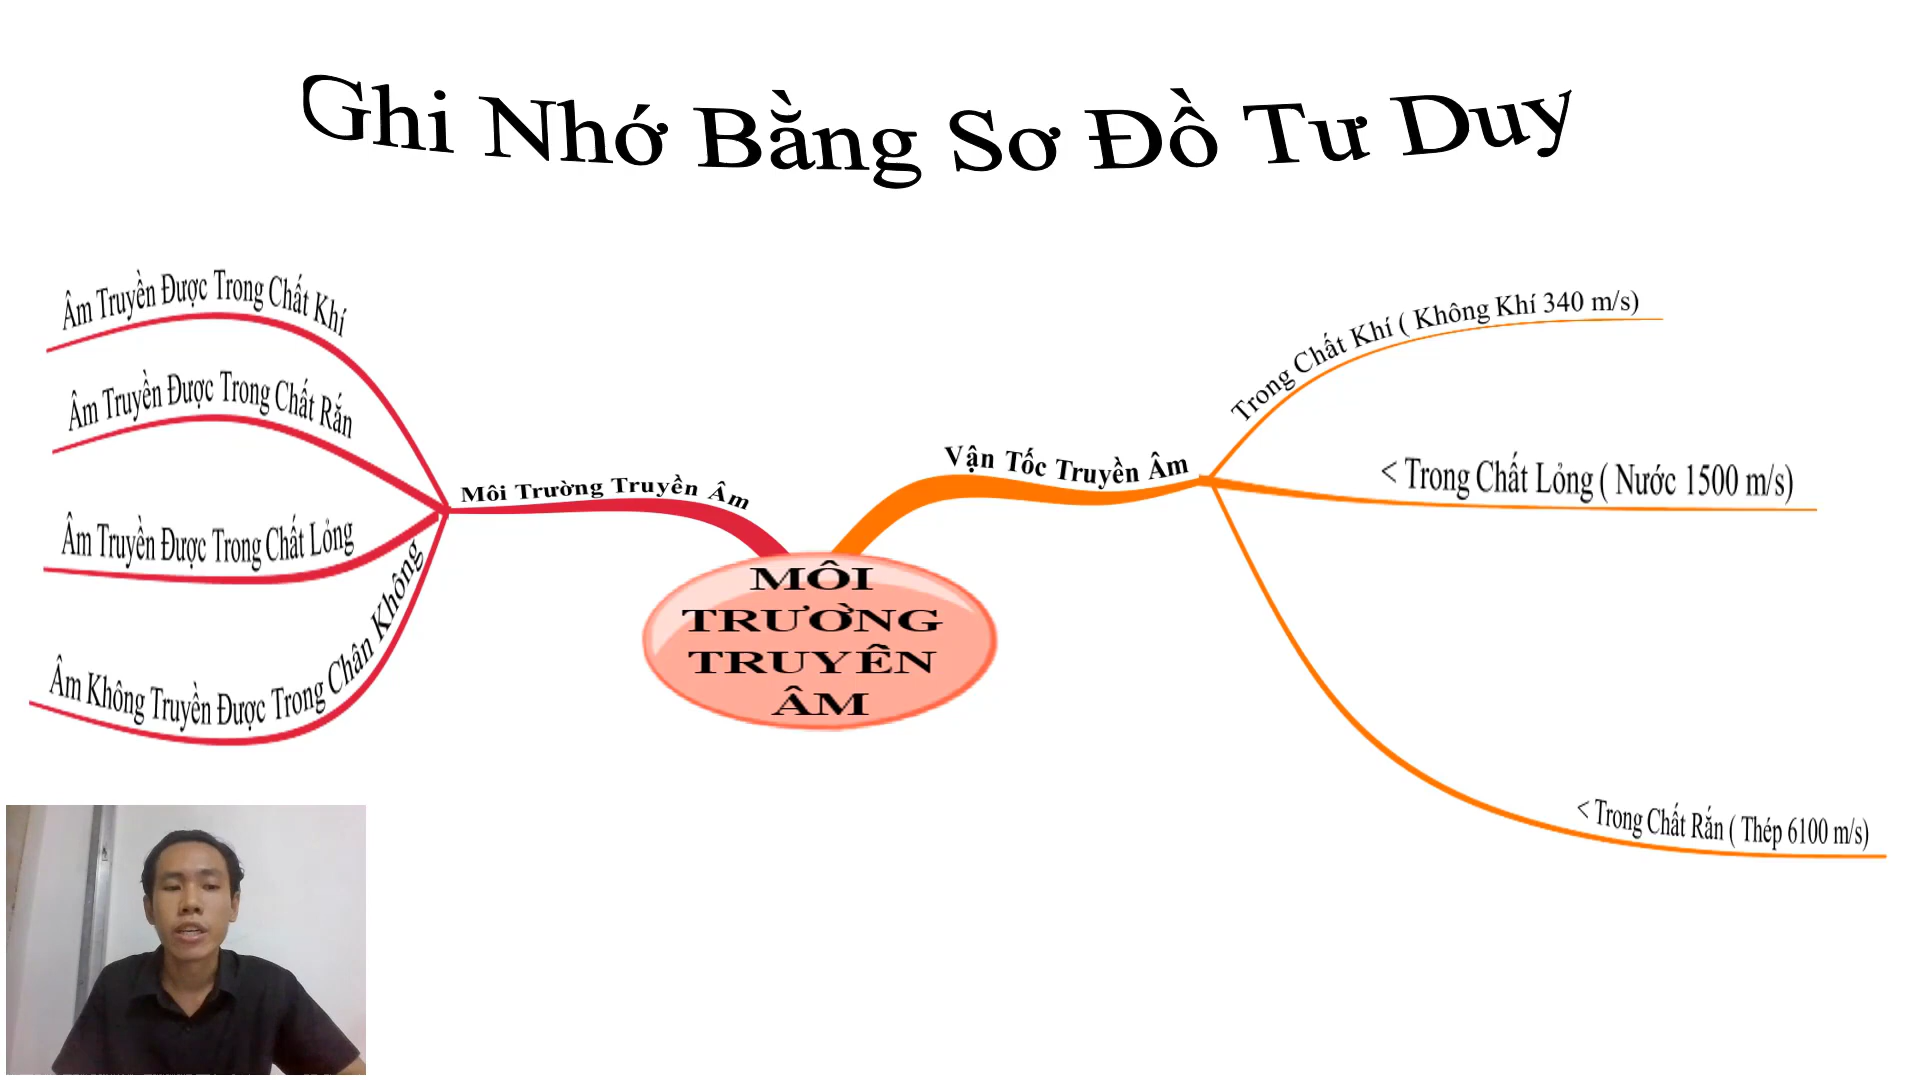 Ghi Nhớ Bằng Sơ Đồ Tư Duy
Âm Truyền Được Trong Chất Khí
Âm Truyền Được Trong Chất Rắn
Âm Truyền Được Trong Chất Lỏng
Âm Không Truyền Được Trong Chân Không
Môi Trường Truyền Âm
MÔI
TRƯỜNG
TRUYỀN
ÂM
Vận Tốc Truyền Âm
Trong Chất Khí ( Không Khí 340 m/s)
< Trong Chất Lỏng ( Nước 1500 m/s)
< Trong Chất Rắn ( Thép 6100 m/s)